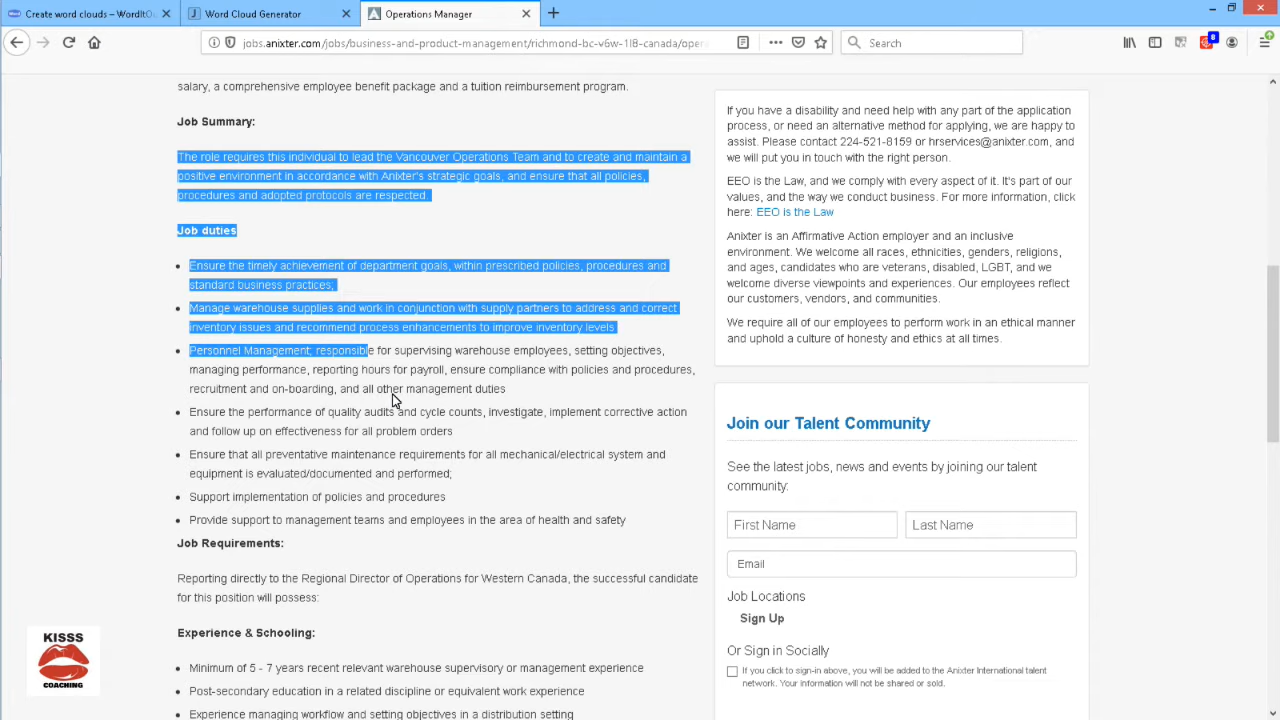 Create word clouds – WordItO
Word Cloud Generator
Operations Manager
jobs.anixter.com/jobs/business-and-product-management/richmond-bc-v6w-1l8-canada/oper
Search
8
salary, a comprehensive employee benefit package and a tuition reimbursement program.
Job Summary:
The role requires this individual to lead the Vancouver Operations Team and to create and maintain a
positive environment in accordance with Anixter's strategic goals, and ensure that all policies,
procedures and adopted protocols are respected.
Job duties
• Ensure the timely achievement of department goals, within prescribed policies, procedures and
standard business practices;
• Manage warehouse supplies and work in conjunction with supply partners to address and correct
inventory issues and recommend process enhancements to improve inventory levels
• Personnel Management; responsible for supervising warehouse employees, setting objectives,
managing performance, reporting hours for payroll, ensure compliance with policies and procedures,
recruitment and on-boarding, and all other management duties
• Ensure the performance of quality audits and cycle counts, investigate, implement corrective action
and follow up on effectiveness for all problem orders
• Ensure that all preventative maintenance requirements for all mechanical/electrical system and
equipment is evaluated/documented and performed;
• Support implementation of policies and procedures
• Provide support to management teams and employees in the area of health and safety
Job Requirements:
Reporting directly to the Regional Director of Operations for Western Canada, the successful candidate
for this position will possess:
Experience & Schooling:
• Minimum of 5 - 7 years recent relevant warehouse supervisory or management experience
• Post-secondary education in a related discipline or equivalent work experience
• Experience managing workflow and setting objectives in a distribution setting
If you have a disability and need help with any part of the application
process, or need an alternative method for applying, we are happy to
assist. Please contact 224-521-8159 or hrservices@anixter.com, and
we will put you in touch with the right person.
EEO is the Law, and we comply with every aspect of it. It's part of our
values, and the way we conduct business. For more information, click
here: EEO is the Law
Anixter is an Affirmative Action employer and an inclusive
environment. We welcome all races, ethnicities, genders, religions,
and ages, candidates who are veterans, disabled, LGBT, and we
welcome diverse viewpoints and experiences. Our employees reflect
our customers, vendors, and communities.
We require all of our employees to perform work in an ethical manner
and uphold a culture of honesty and ethics at all times.
Join our Talent Community
See the latest jobs, news and events by joining our talent
community:
First Name
Last Name
Email
Job Locations
Sign Up
Or Sign in Socially
If you click to sign-in above, you will be added to the Anixter International talent
network. Your information will not be shared or sold.
KISSS
COACHING